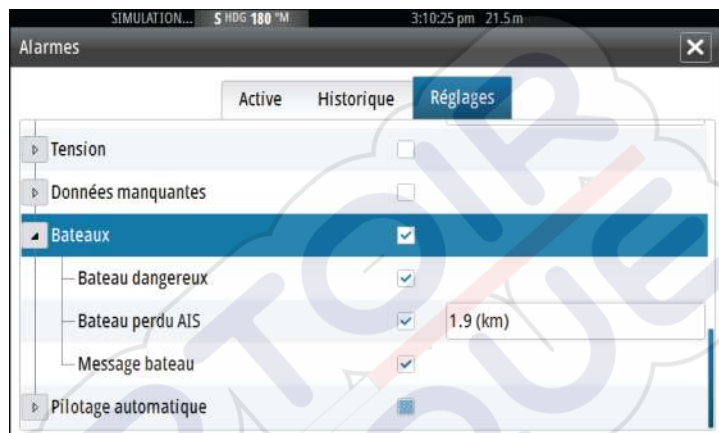 SIMULATION... S HDG 180 °M 3:10:25 pm 21.5 m
Alarmes
Active Historique Réglages
Tension
Données manquantes
Bateaux
Bateau dangereux
Bateau perdu AIS 1.9 (km)
Message bateau
Pilotage automatique